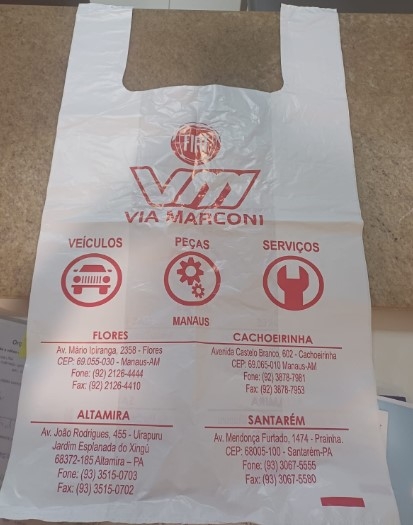 FIAT
VM
VIA MARCONI
VEÍCULOS PEÇAS SERVIÇOS
MANAUS
FLORES
Av. Mário Ipiranga, 2358 - Flores
CEP: 69.055-030 - Manaus-AM
Fone: (92) 2126-4444
Fax: (92) 2126-4410
CACHOEIRINHA
Avenida Castelo Branco, 602 - Cachoeirinha
CEP: 69.065-010 Manaus-AM
Fone: (92) 3878-7981
Fax: (92) 3878-7953
ALTAMIRA
Av. João Rodrigues, 455 - Uirapuru
Jardim Esplanada do Xingú
68372-185 Altamira – PA
Fone: (93) 3515-0703
Fax: (93) 3515-0702
SANTARÉM
Av. Mendonça Furtado, 1474 - Prainha.
CEP: 68005-100 - Santarém-PA
Fone: (93) 3067-5555
Fax: (93) 3067-5580